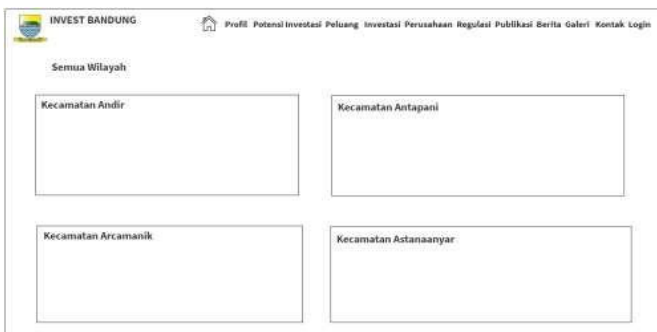 INVEST BANDUNG
Profil Potensi Investasi Peluang Investasi Perusahaan Regulasi Publikasi Berita Galeri Kontak Login
Semua Wilayah
Kecamatan Andir
Kecamatan Antapani
Kecamatan Arcamanik
Kecamatan Astanaanyar